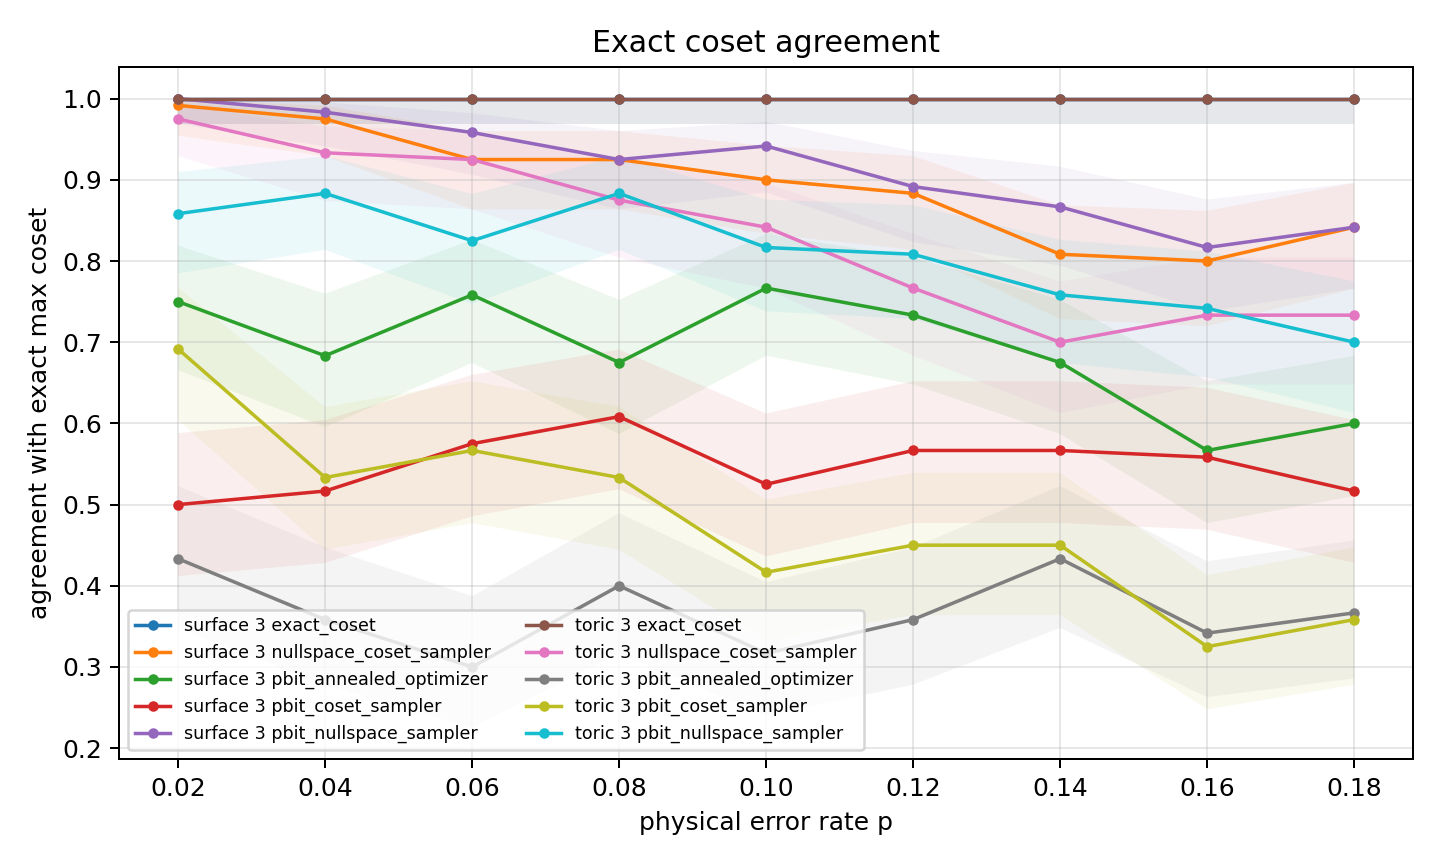 Exact coset agreement
agreement with exact max coset
1.0
0.9
0.8
0.7
0.6
0.5
0.4
0.3
0.2
surface 3 exact_coset
surface 3 nullspace_coset_sampler
surface 3 pbit_annealed_optimizer
surface 3 pbit_coset_sampler
surface 3 pbit_nullspace_sampler
toric 3 exact_coset
toric 3 nullspace_coset_sampler
toric 3 pbit_annealed_optimizer
toric 3 pbit_coset_sampler
toric 3 pbit_nullspace_sampler
0.02 0.04 0.06 0.08 0.10 0.12 0.14 0.16 0.18
physical error rate p